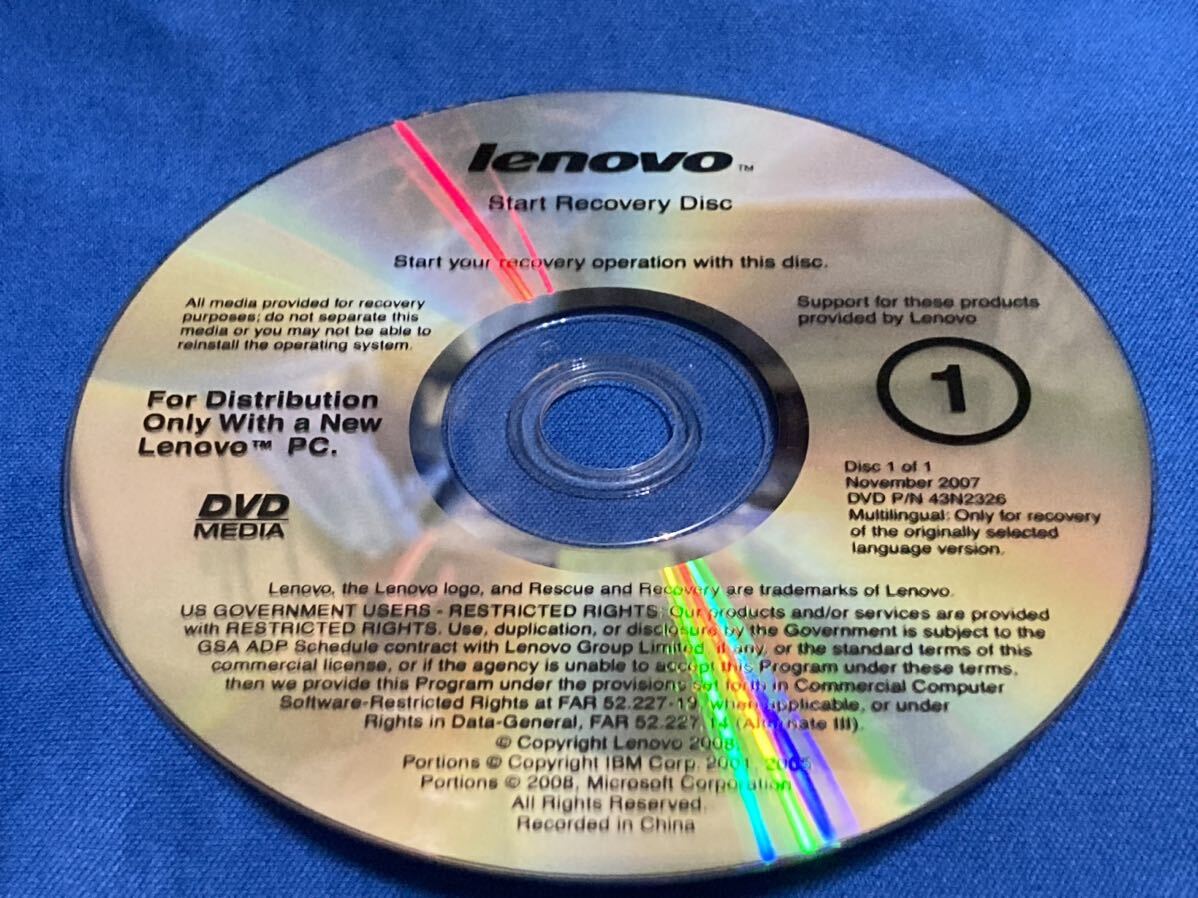 lenovo™
Start Recovery Disc
Start your recovery operation with this disc.
All media provided for recovery
purposes; do not separate this
media or you may not be able to
reinstall the operating system.
Support for these products
provided by Lenovo
1
For Distribution
Only With a New
Lenovo™ PC.
DVD
MEDIA
Disc 1 of 1
November 2007
DVD P/N 43N2326
Multilingual: Only for recovery
of the originally selected
language version.
Lenovo, the Lenovo logo, and Rescue and Recovery are trademarks of Lenovo.
US GOVERNMENT USERS - RESTRICTED RIGHTS: Our products and/or services are provided
with RESTRICTED RIGHTS. Use, duplication, or disclosure by the Government is subject to the
GSA ADP Schedule contract with Lenovo Group Limited, if any, or the standard terms of this
commercial license, or if the agency is unable to accept this Program under these terms,
then we provide this Program under the provisions set forth in Commercial Computer
Software-Restricted Rights at FAR 52.227-19, when applicable, or under
Rights in Data-General, FAR 52.227.14 (Alternate III).
© Copyright Lenovo 2008.
Portions © Copyright IBM Corp. 2001, 2005
Portions © 2008, Microsoft Corporation
All Rights Reserved.
Recorded in China